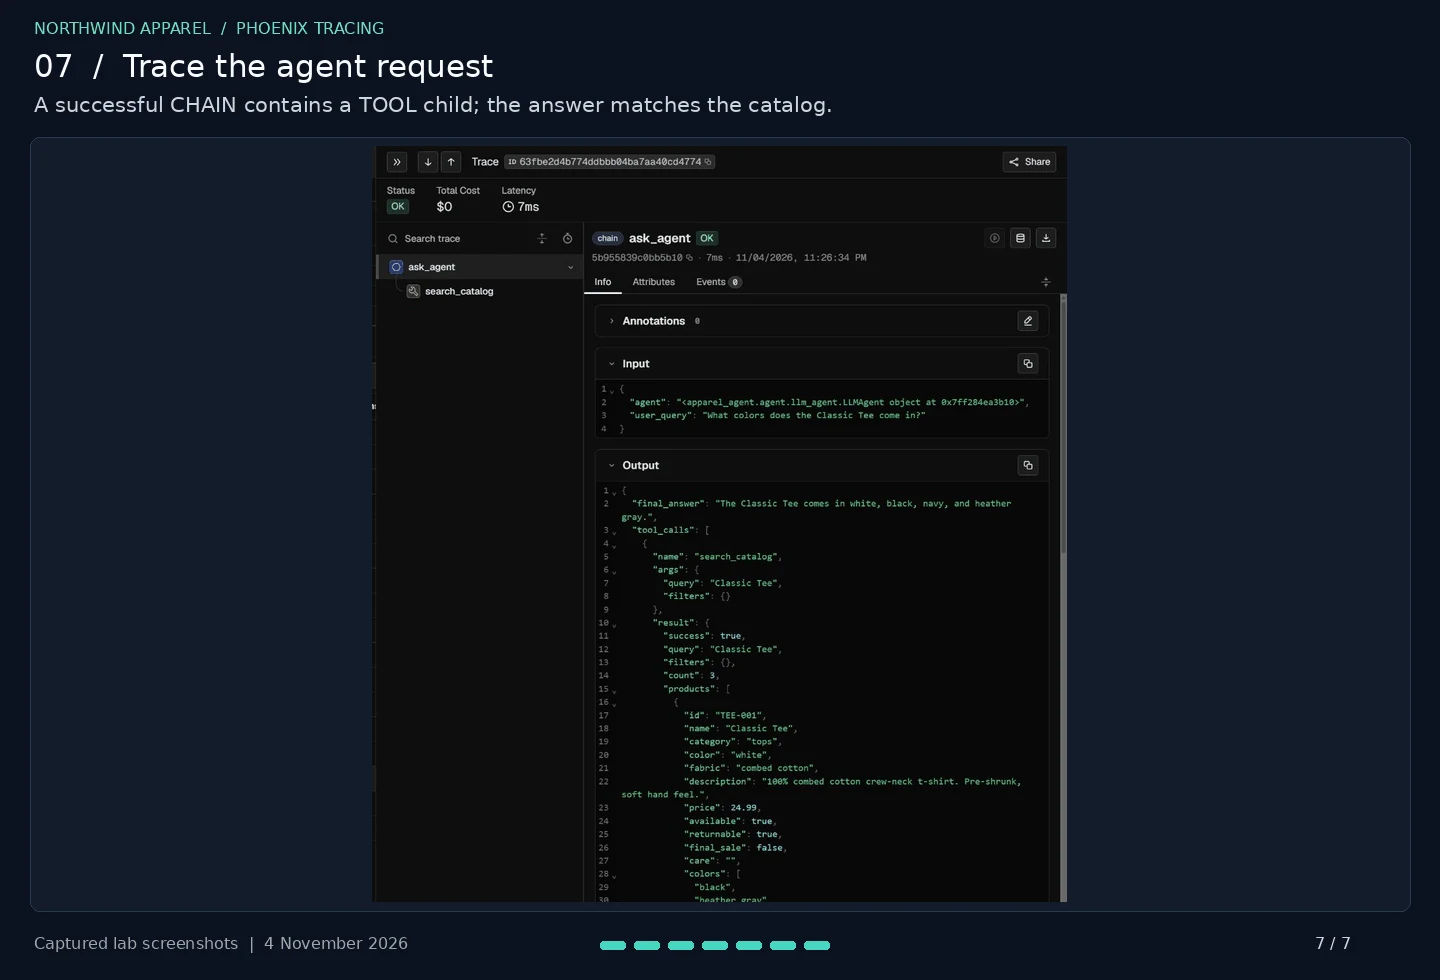 NORTHWIND APPAREL / PHOENIX TRACING
07 / Trace the agent request
A successful CHAIN contains a TOOL child; the answer matches the catalog.
Trace ID 63fbe2d4b774ddbbb04ba7aa40cd4774
Share
Status Total Cost Latency
OK $0 7ms
Search trace
ask_agent
search_catalog
chain ask_agent OK
5b955839c0bb5b10 · 7ms · 11/04/2026, 11:26:34 PM
Info Attributes Events 0
Annotations 0
Input
1 {
2 "agent": "<apparel_agent.agent.llm_agent.LLMAgent object at 0x7ff284ea3b10>",
3 "user_query": "What colors does the Classic Tee come in?"
4 }
Output
1 {
2 "final_answer": "The Classic Tee comes in white, black, navy, and heather
gray.",
3 "tool_calls": [
4 {
5 "name": "search_catalog",
6 "args": {
7 "query": "Classic Tee",
8 "filters": {}
9 },
10 "result": {
11 "success": true,
12 "query": "Classic Tee",
13 "filters": {},
14 "count": 3,
15 "products": [
16 {
17 "id": "TEE-001",
18 "name": "Classic Tee",
19 "category": "tops",
20 "color": "white",
21 "fabric": "combed cotton",
22 "description": "100% combed cotton crew-neck t-shirt. Pre-shrunk,
soft hand feel.",
23 "price": 24.99,
24 "available": true,
25 "returnable": true,
26 "final_sale": false,
27 "care": "",
28 "colors": [
29 "black",
30 "heather gray"
Captured lab screenshots | 4 November 2026
7 / 7